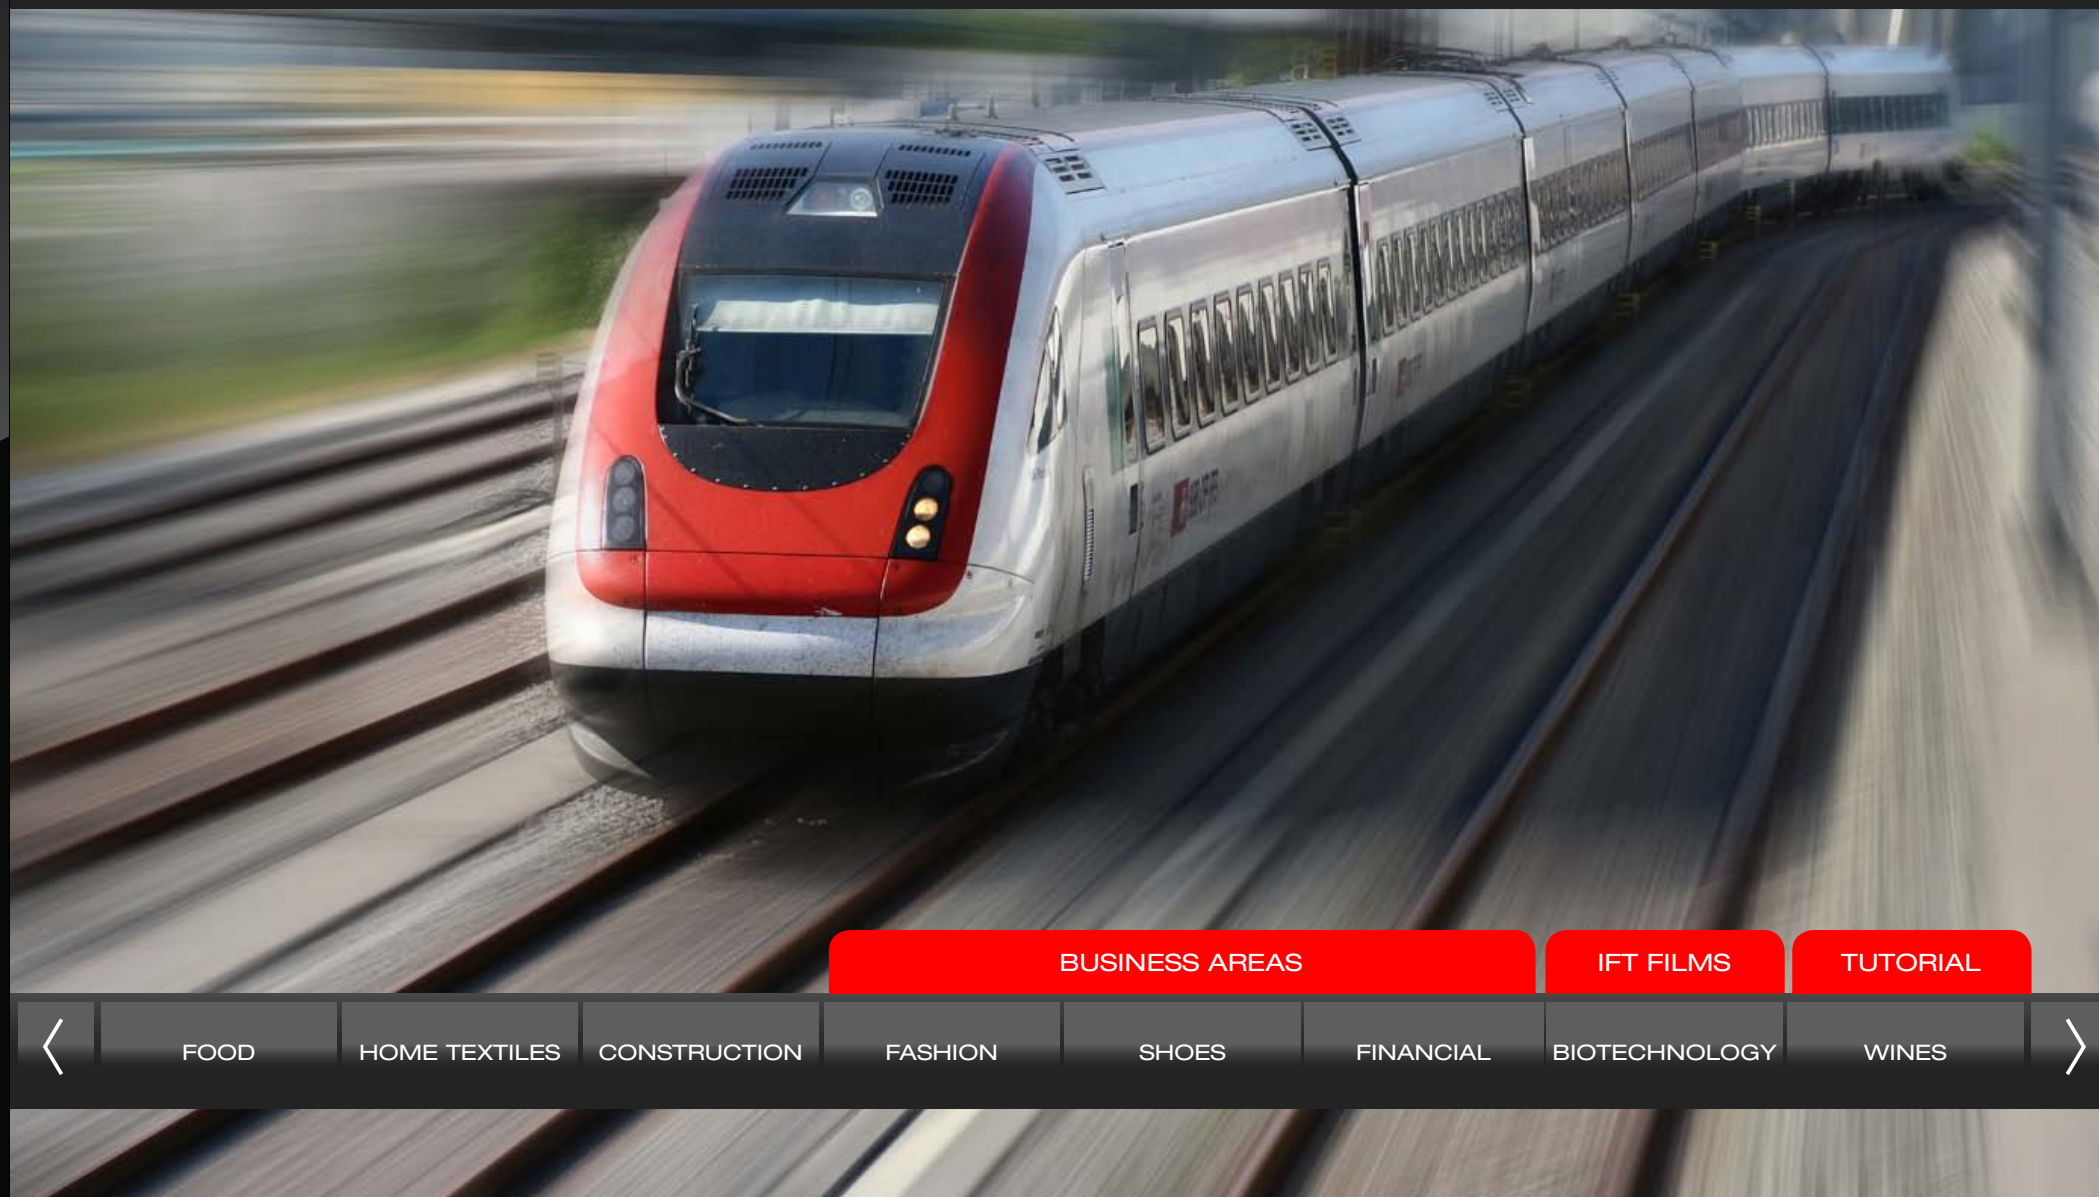 BUSINESS AREAS
IFT FILMS
TUTORIAL
FOOD
HOME TEXTILES
CONSTRUCTION
FASHION
SHOES
FINANCIAL
BIOTECHNOLOGY
WINES